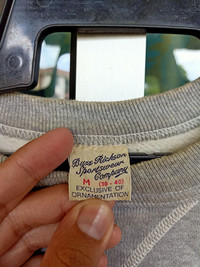 Buzz Rickson
Sportswear
Company
M (38 - 40)
EXCLUSIVE OF
ORNAMENTATION